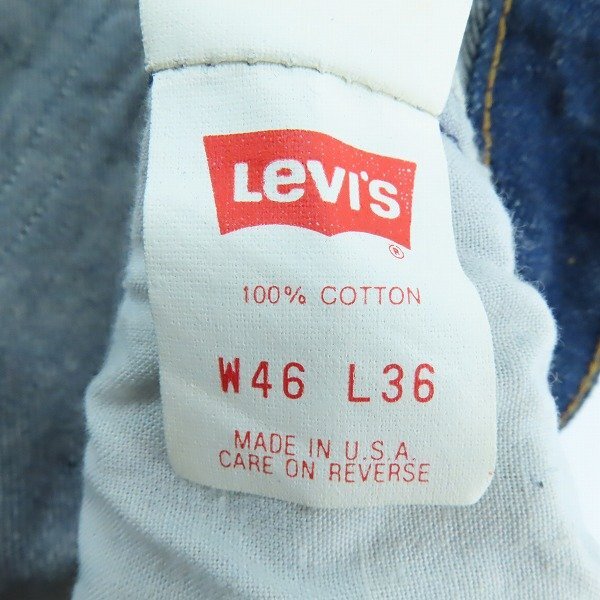 Levi's
®
100% COTTON
W46 L36
MADE IN U.S.A.
CARE ON REVERSE